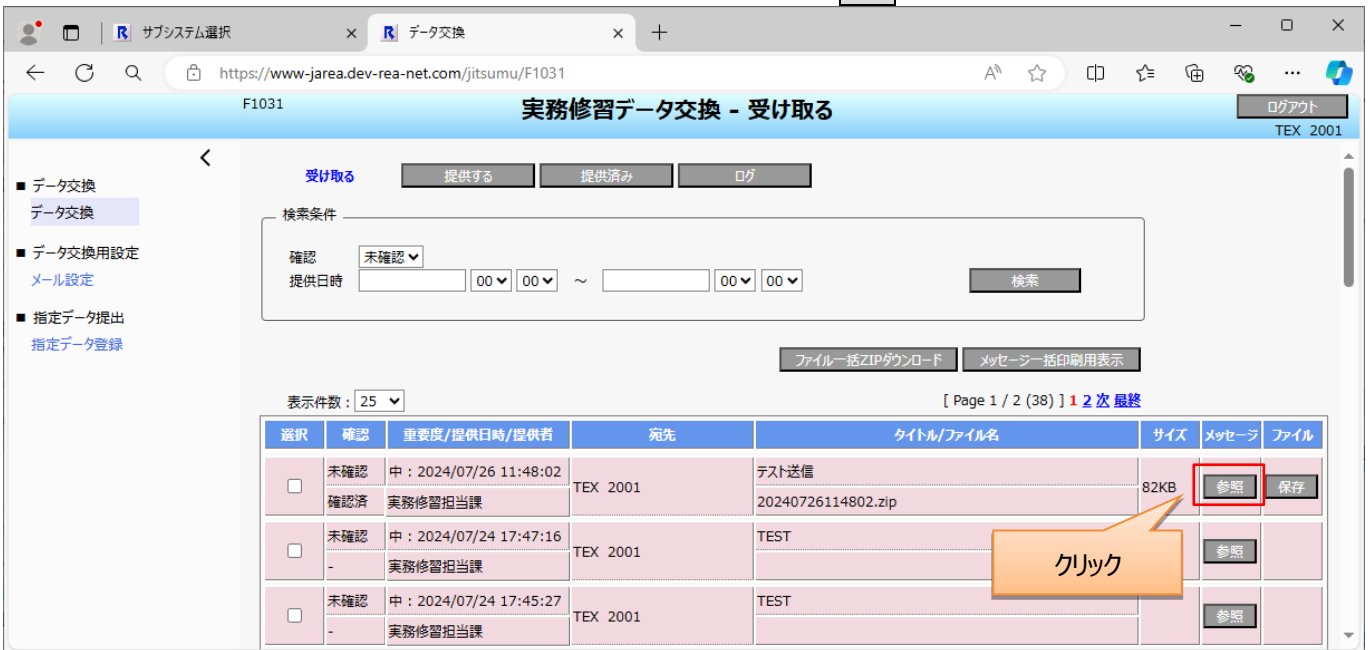 サブシステム選択
データ交換
https://www-jarea.dev-rea-net.com/jitsumu/F1031
F1031
実務修習データ交換 - 受け取る
ログアウト
TEX 2001
■ データ交換
データ交換
■ データ交換用設定
メール設定
■ 指定データ提出
指定データ登録
受け取る 提供する 提供済み ログ
検索条件
確認 未確認
提供日時 00 00 ～ 00 00 検索
ファイル一括ZIPダウンロード メッセージ一括印刷用表示
表示件数 : 25 [ Page 1 / 2 (38) ] 1 2 次 最終
選択 確認 重要度/提供日時/提供者 宛先 タイトル/ファイル名 サイズ メッセージ ファイル
未確認 中 : 2024/07/26 11:48:02 TEX 2001 テスト送信 82KB 参照 保存
確認済 実務修習担当課 20240726114802.zip
未確認 中 : 2024/07/24 17:47:16 TEX 2001 TEST 参照
- 実務修習担当課
クリック
未確認 中 : 2024/07/24 17:45:27 TEX 2001 TEST 参照
- 実務修習担当課